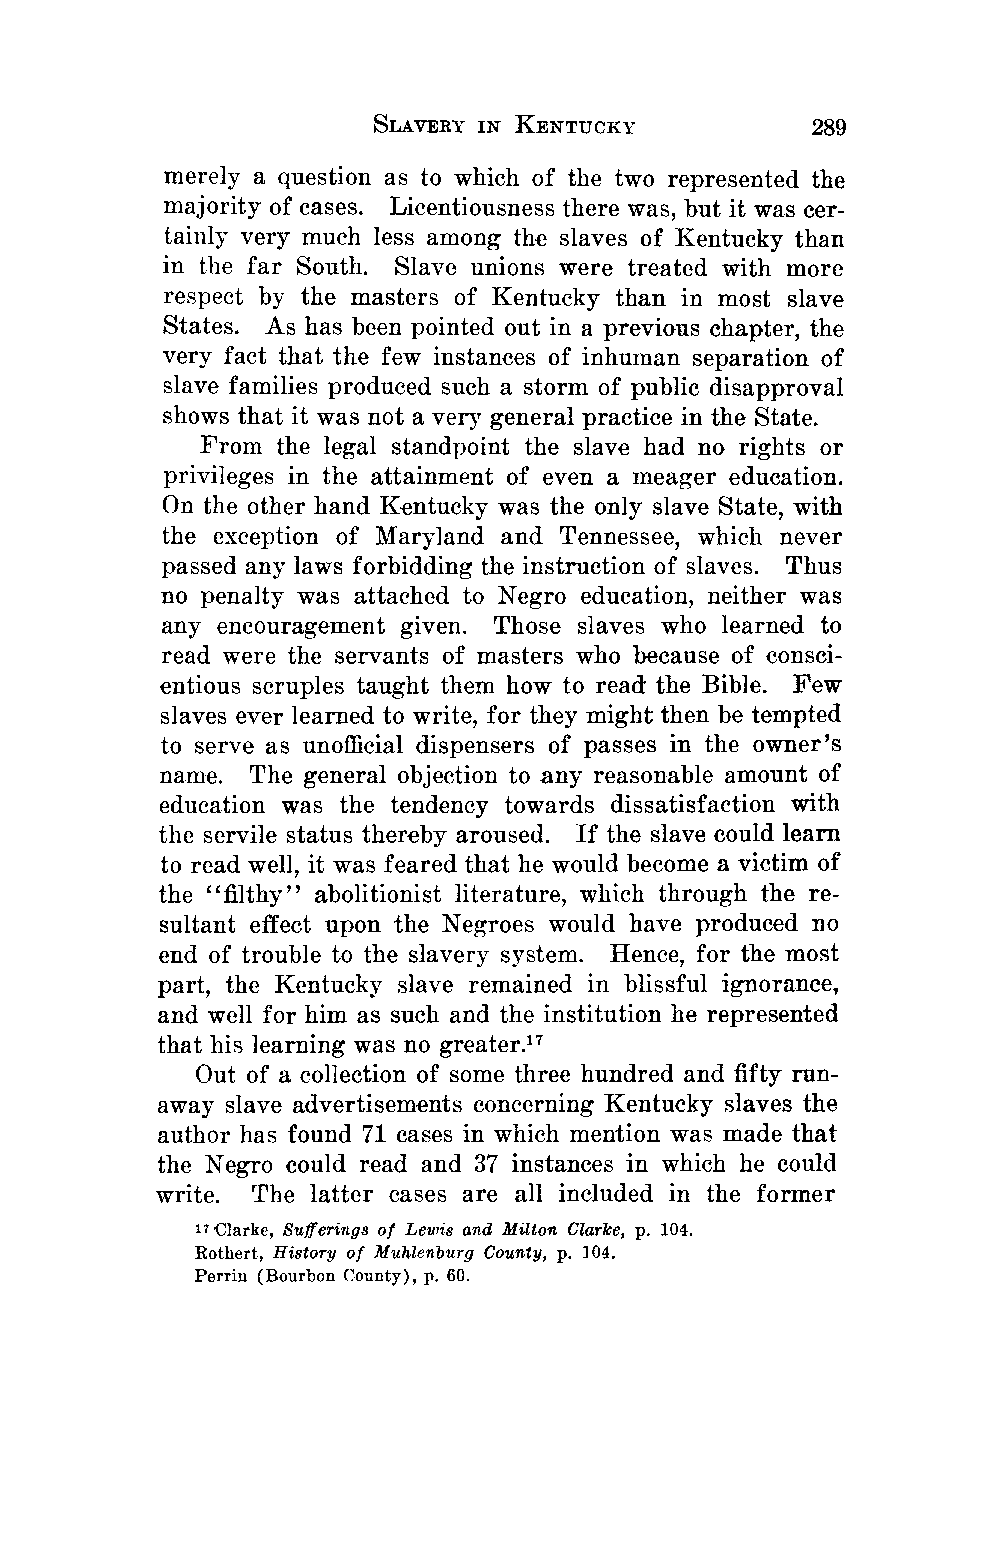 SLAVERY IN KENTUCKY 289
merely a question as to which of the two represented the
majority of cases. Licentiousness there was, but it was cer-
tainly very much less among the slaves of Kentucky than
in the far South. Slave unions were treated with more
respect by the masters of Kentucky than in most slave
States. As has been pointed out in a previous chapter, the
very fact that the few instances of inhuman separation of
slave families produced such a storm of public disapproval
shows that it was not a very general practice in the State.
From the legal standpoint the slave had no rights or
privileges in the attainment of even a meager education.
On the other hand Kentucky was the only slave State, with
the exception of Maryland and Tennessee, which never
passed any laws forbidding the instruction of slaves. Thus
no penalty was attached to Negro education, neither was
any encouragement given. Those slaves who learned to
read were the servants of masters who because of consci-
entious scruples taught them how to read the Bible. Few
slaves ever learned to write, for they might then be tempted
to serve as unofficial dispensers of passes in the owner's
name. The general objection to any reasonable amount of
education was the tendency towards dissatisfaction with
the servile status thereby aroused. If the slave could learn
to read well, it was feared that he would become a victim of
the "filthy" abolitionist literature, which through the re-
sultant effect upon the Negroes would have produced no
end of trouble to the slavery system. Hence, for the most
part, the Kentucky slave remained in blissful ignorance,
and well for him as such and the institution he represented
that his learning was no greater.17
Out of a collection of some three hundred and fifty run-
away slave advertisements concerning Kentucky slaves the
author has found 71 cases in which mention was made that
the Negro could read and 37 instances in which he could
write. The latter cases are all included in the former
17 Clarke, Sufferings of Lewis and Milton Clarke, p. 104.
Rothert, History of Muhlenburg County, p. 104.
Perrin (Bourbon County), p. 60.